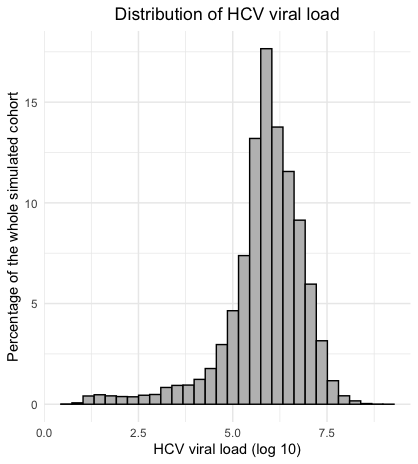 Distribution of HCV viral load
Percentage of the whole simulated cohort
15
10
5
0
0.0
2.5
5.0
7.5
HCV viral load (log 10)